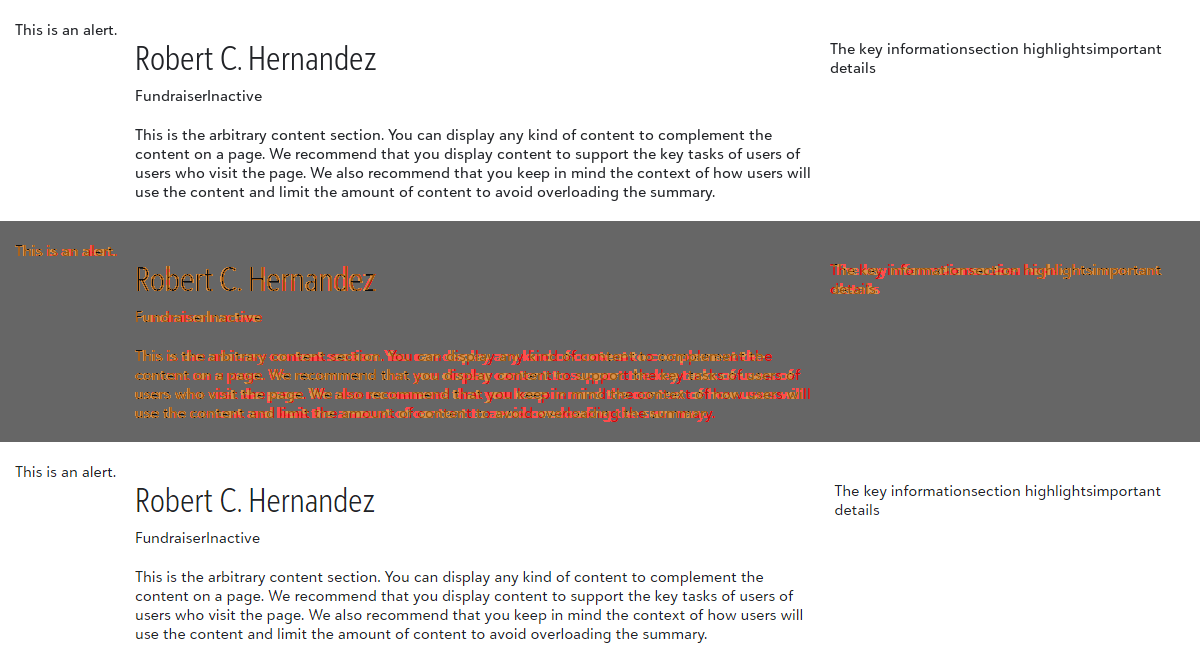 This is an alert.
Robert C. Hernandez
FundraiserInactive
The key informationsection highlightsimportant
details
This is the arbitrary content section. You can display any kind of content to complement the
content on a page. We recommend that you display content to support the key tasks of users of
users who visit the page. We also recommend that you keep in mind the context of how users will
use the content and limit the amount of content to avoid overloading the summary.
This is an alert.
Robert C. Hernandez
FundraiserInactive
The key informationsection highlightsimportant
details
This is the arbitrary content section. You can display any kind of content to complement the
content on a page. We recommend that you display content to support the key tasks of users of
users who visit the page. We also recommend that you keep in mind the context of how users will
use the content and limit the amount of content to avoid overloading the summary.
This is an alert.
Robert C. Hernandez
FundraiserInactive
The key informationsection highlightsimportant
details
This is the arbitrary content section. You can display any kind of content to complement the
content on a page. We recommend that you display content to support the key tasks of users of
users who visit the page. We also recommend that you keep in mind the context of how users will
use the content and limit the amount of content to avoid overloading the summary.